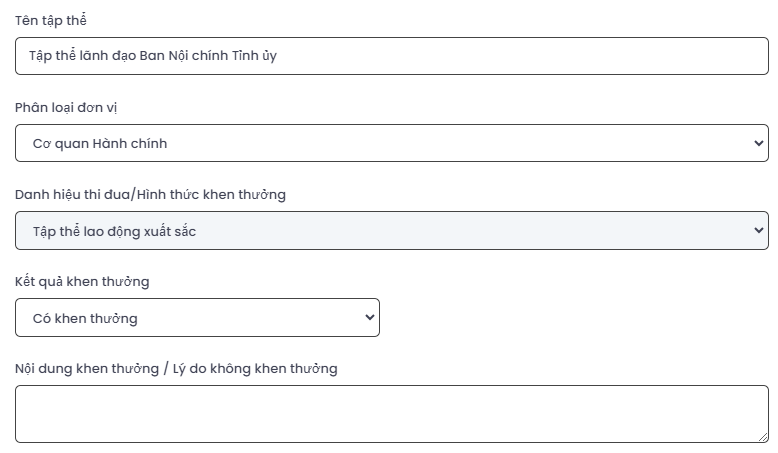 Tên tập thể
Tập thể lãnh đạo Ban Nội chính Tỉnh ủy
Phân loại đơn vị
Cơ quan Hành chính
Danh hiệu thi đua/Hình thức khen thưởng
Tập thể lao động xuất sắc
Kết quả khen thưởng
Có khen thưởng
Nội dung khen thưởng / Lý do không khen thưởng